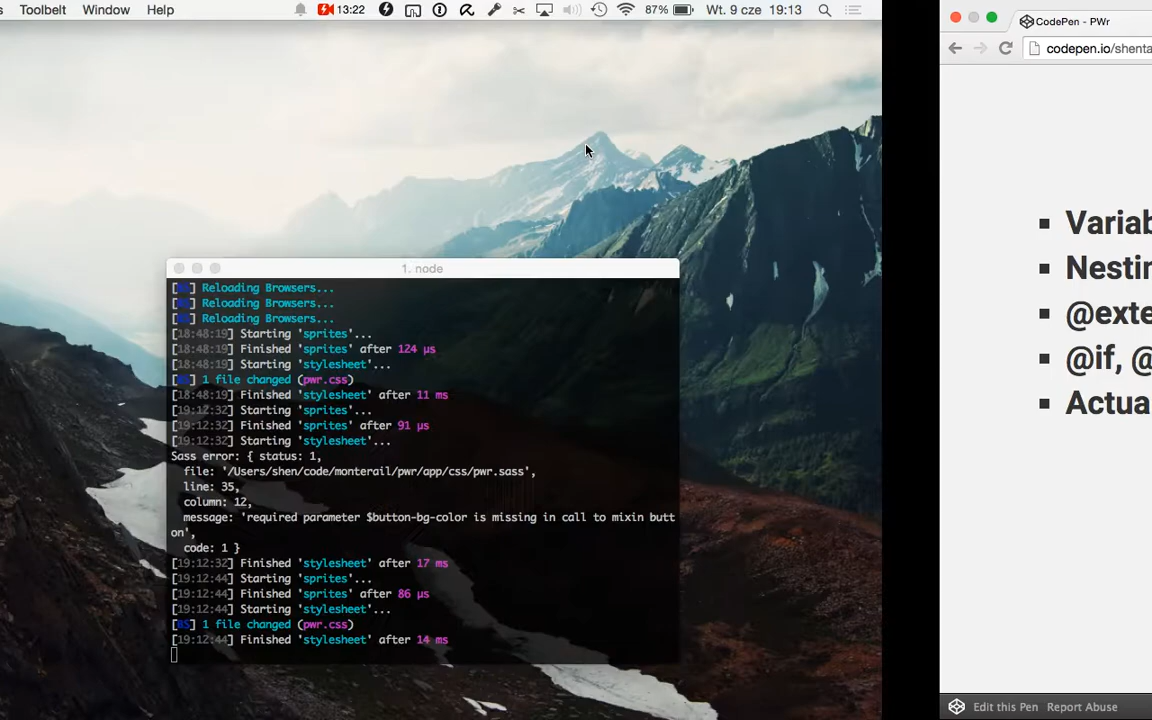 Toolbelt Window Help 13:22 87% Wt. 9 cze 19:13
1. node
[BS] Reloading Browsers...
[BS] Reloading Browsers...
[BS] Reloading Browsers...
[18:48:19] Starting 'sprites'...
[18:48:19] Finished 'sprites' after 124 μs
[18:48:19] Starting 'stylesheet'...
[BS] 1 file changed (pwr.css)
[18:48:19] Finished 'stylesheet' after 11 ms
[19:12:32] Starting 'sprites'...
[19:12:32] Finished 'sprites' after 91 μs
[19:12:32] Starting 'stylesheet'...
Sass error: { status: 1,
file: '/Users/shen/code/monterail/pwr/app/css/pwr.sass',
line: 35,
column: 12,
message: 'required parameter $button-bg-color is missing in call to mixin butt
on',
code: 1 }
[19:12:32] Finished 'stylesheet' after 17 ms
[19:12:44] Starting 'sprites'...
[19:12:44] Finished 'sprites' after 86 μs
[19:12:44] Starting 'stylesheet'...
[BS] 1 file changed (pwr.css)
[19:12:44] Finished 'stylesheet' after 14 ms
CodePen - PWr
codepen.io/shenta
Variab
Nestin
@exte
@if, @
Actua
Edit this Pen Report Abuse